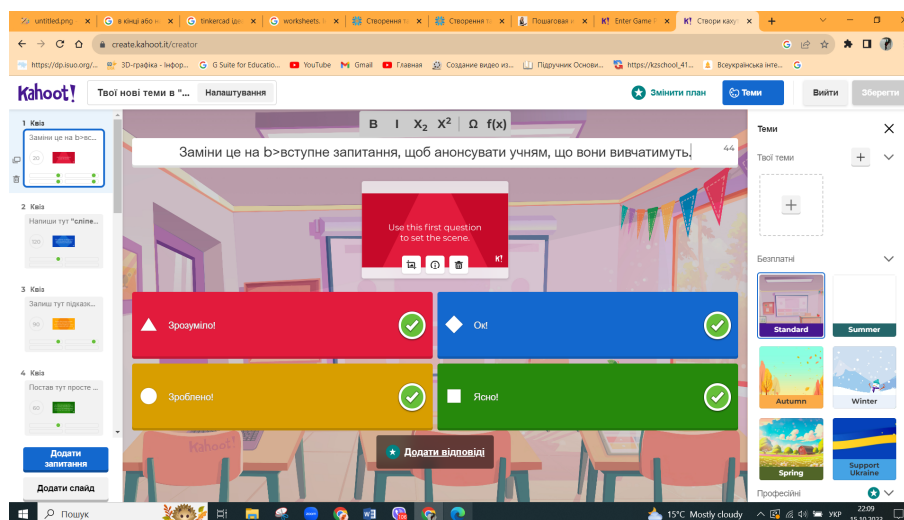 untitled.png
в кінці або н
tinkercad іде
worksheets. І
Створення т
Створення т
Пошаговая и
Enter Game P
Створи каху
create.kahoot.it/creator
https://dp.isuo.org/...
3D-графіка - Інфор...
G Suite for Educatio...
YouTube
Gmail
Главная
Создание видео из...
Підручник Основи...
https://kzschool_41...
Всеукраїнська інте...
Kahoot!
Твої нові теми в "...
Налаштування
Змінити план
Теми
Вийти
Зберегти
1 Квіз
Заміни це на b>вс...
20
2 Квіз
Напиши тут "сліпе...
120
3 Квіз
Запиш тут підказк...
90
4 Квіз
Постав тут просте ...
60
Додати
запитання
Додати слайд
B I X₂ X² Ω f(x)
Заміни це на b>вступне запитання, щоб анонсувати учням, що вони вивчатимуть.
44
Use this first question
to set the scene.
K!
Зрозуміло!
Ок!
Зроблено!
Ясно!
Kahoot!
Додати відповіді
Теми
Твої теми
Безплатні
Standard
Summer
Autumn
Winter
Spring
Support
Ukraine
Професійні
Пошук
15°C Mostly cloudy
УКР
22:09
15.10.2023